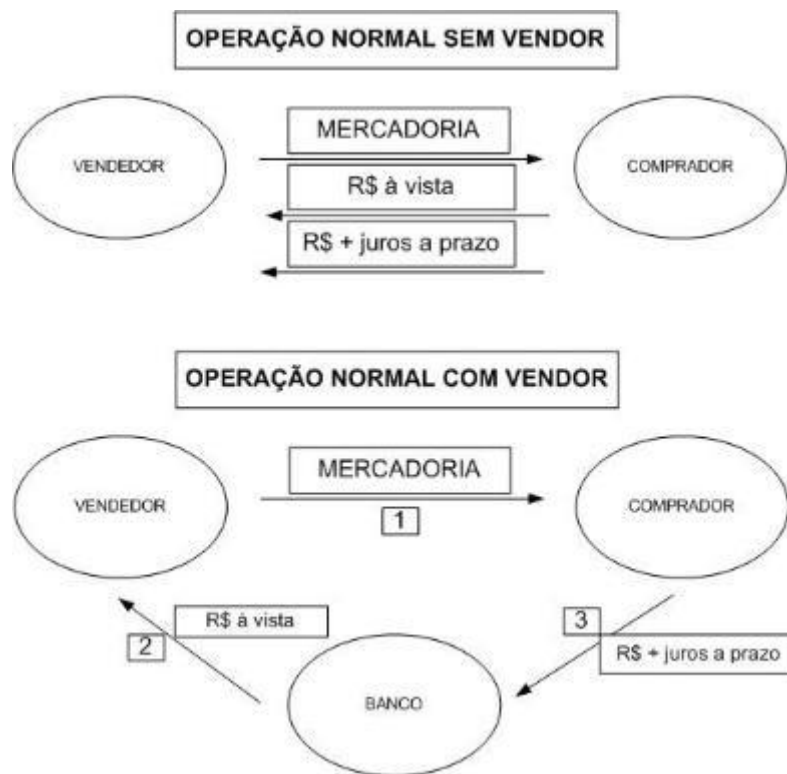 OPERAÇÃO NORMAL SEM VENDOR
VENDEDOR
MERCADORIA
R$ à vista
R$ + juros a prazo
COMPRADOR
OPERAÇÃO NORMAL COM VENDOR
VENDEDOR
MERCADORIA
1
COMPRADOR
2
R$ à vista
3
R$ + juros a prazo
BANCO